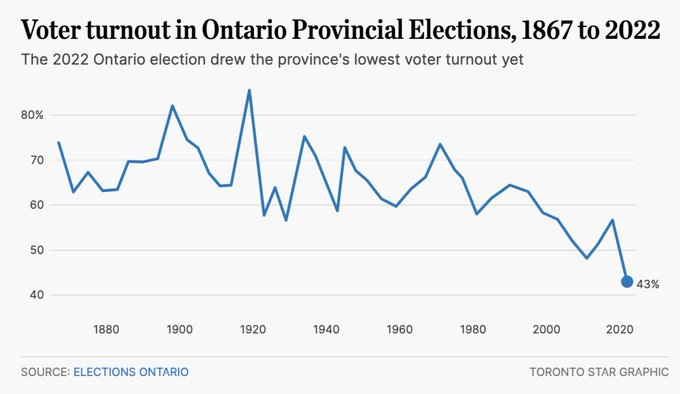 Voter turnout in Ontario Provincial Elections, 1867 to 2022
The 2022 Ontario election drew the province's lowest voter turnout yet
80%
70
60
50
40
43%
1880 1900 1920 1940 1960 1980 2000 2020
SOURCE: ELECTIONS ONTARIO
TORONTO STAR GRAPHIC